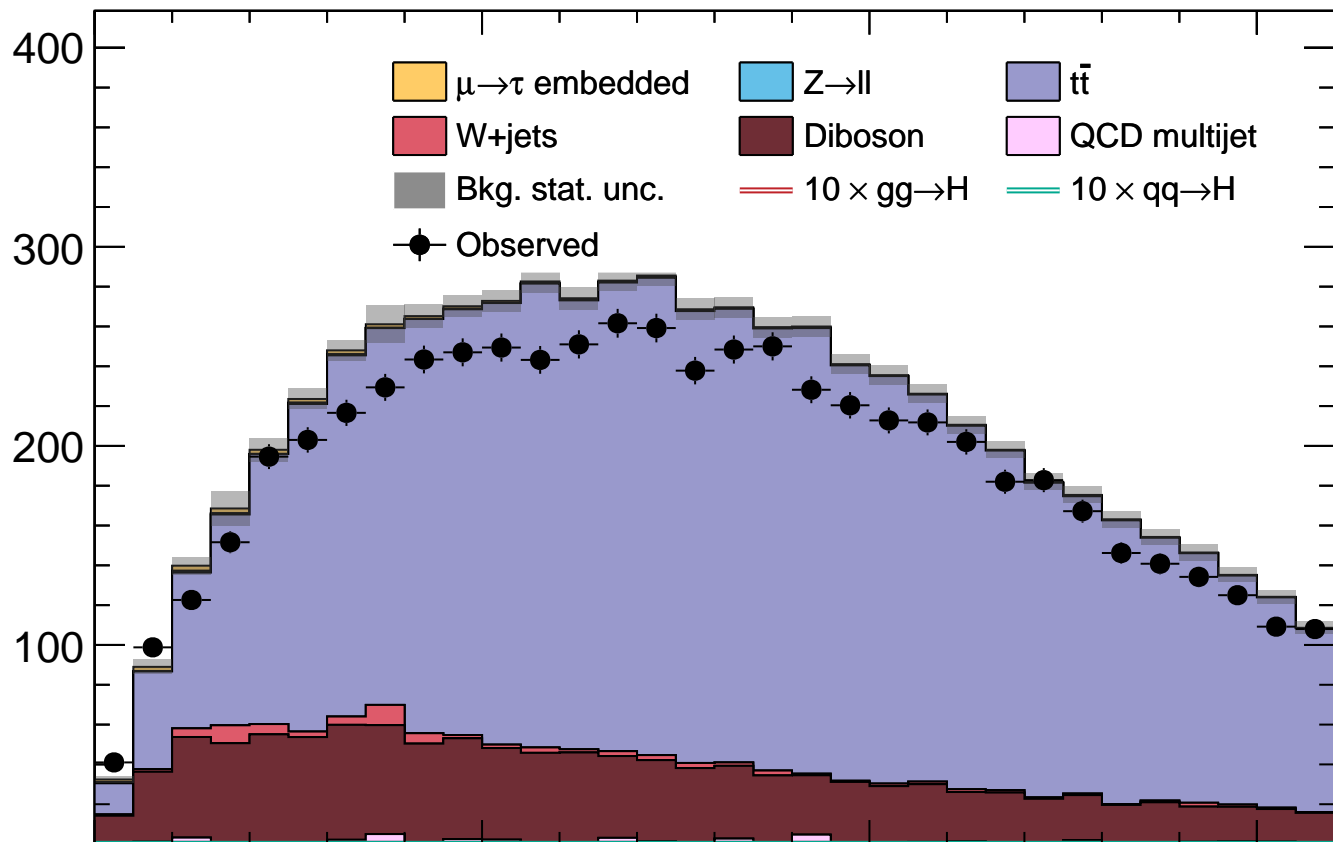 400
μ→τ embedded Z→ll tt̄
W+jets Diboson QCD multijet
Bkg. stat. unc. 10 × gg→H 10 × qq→H
300
Observed
200
100